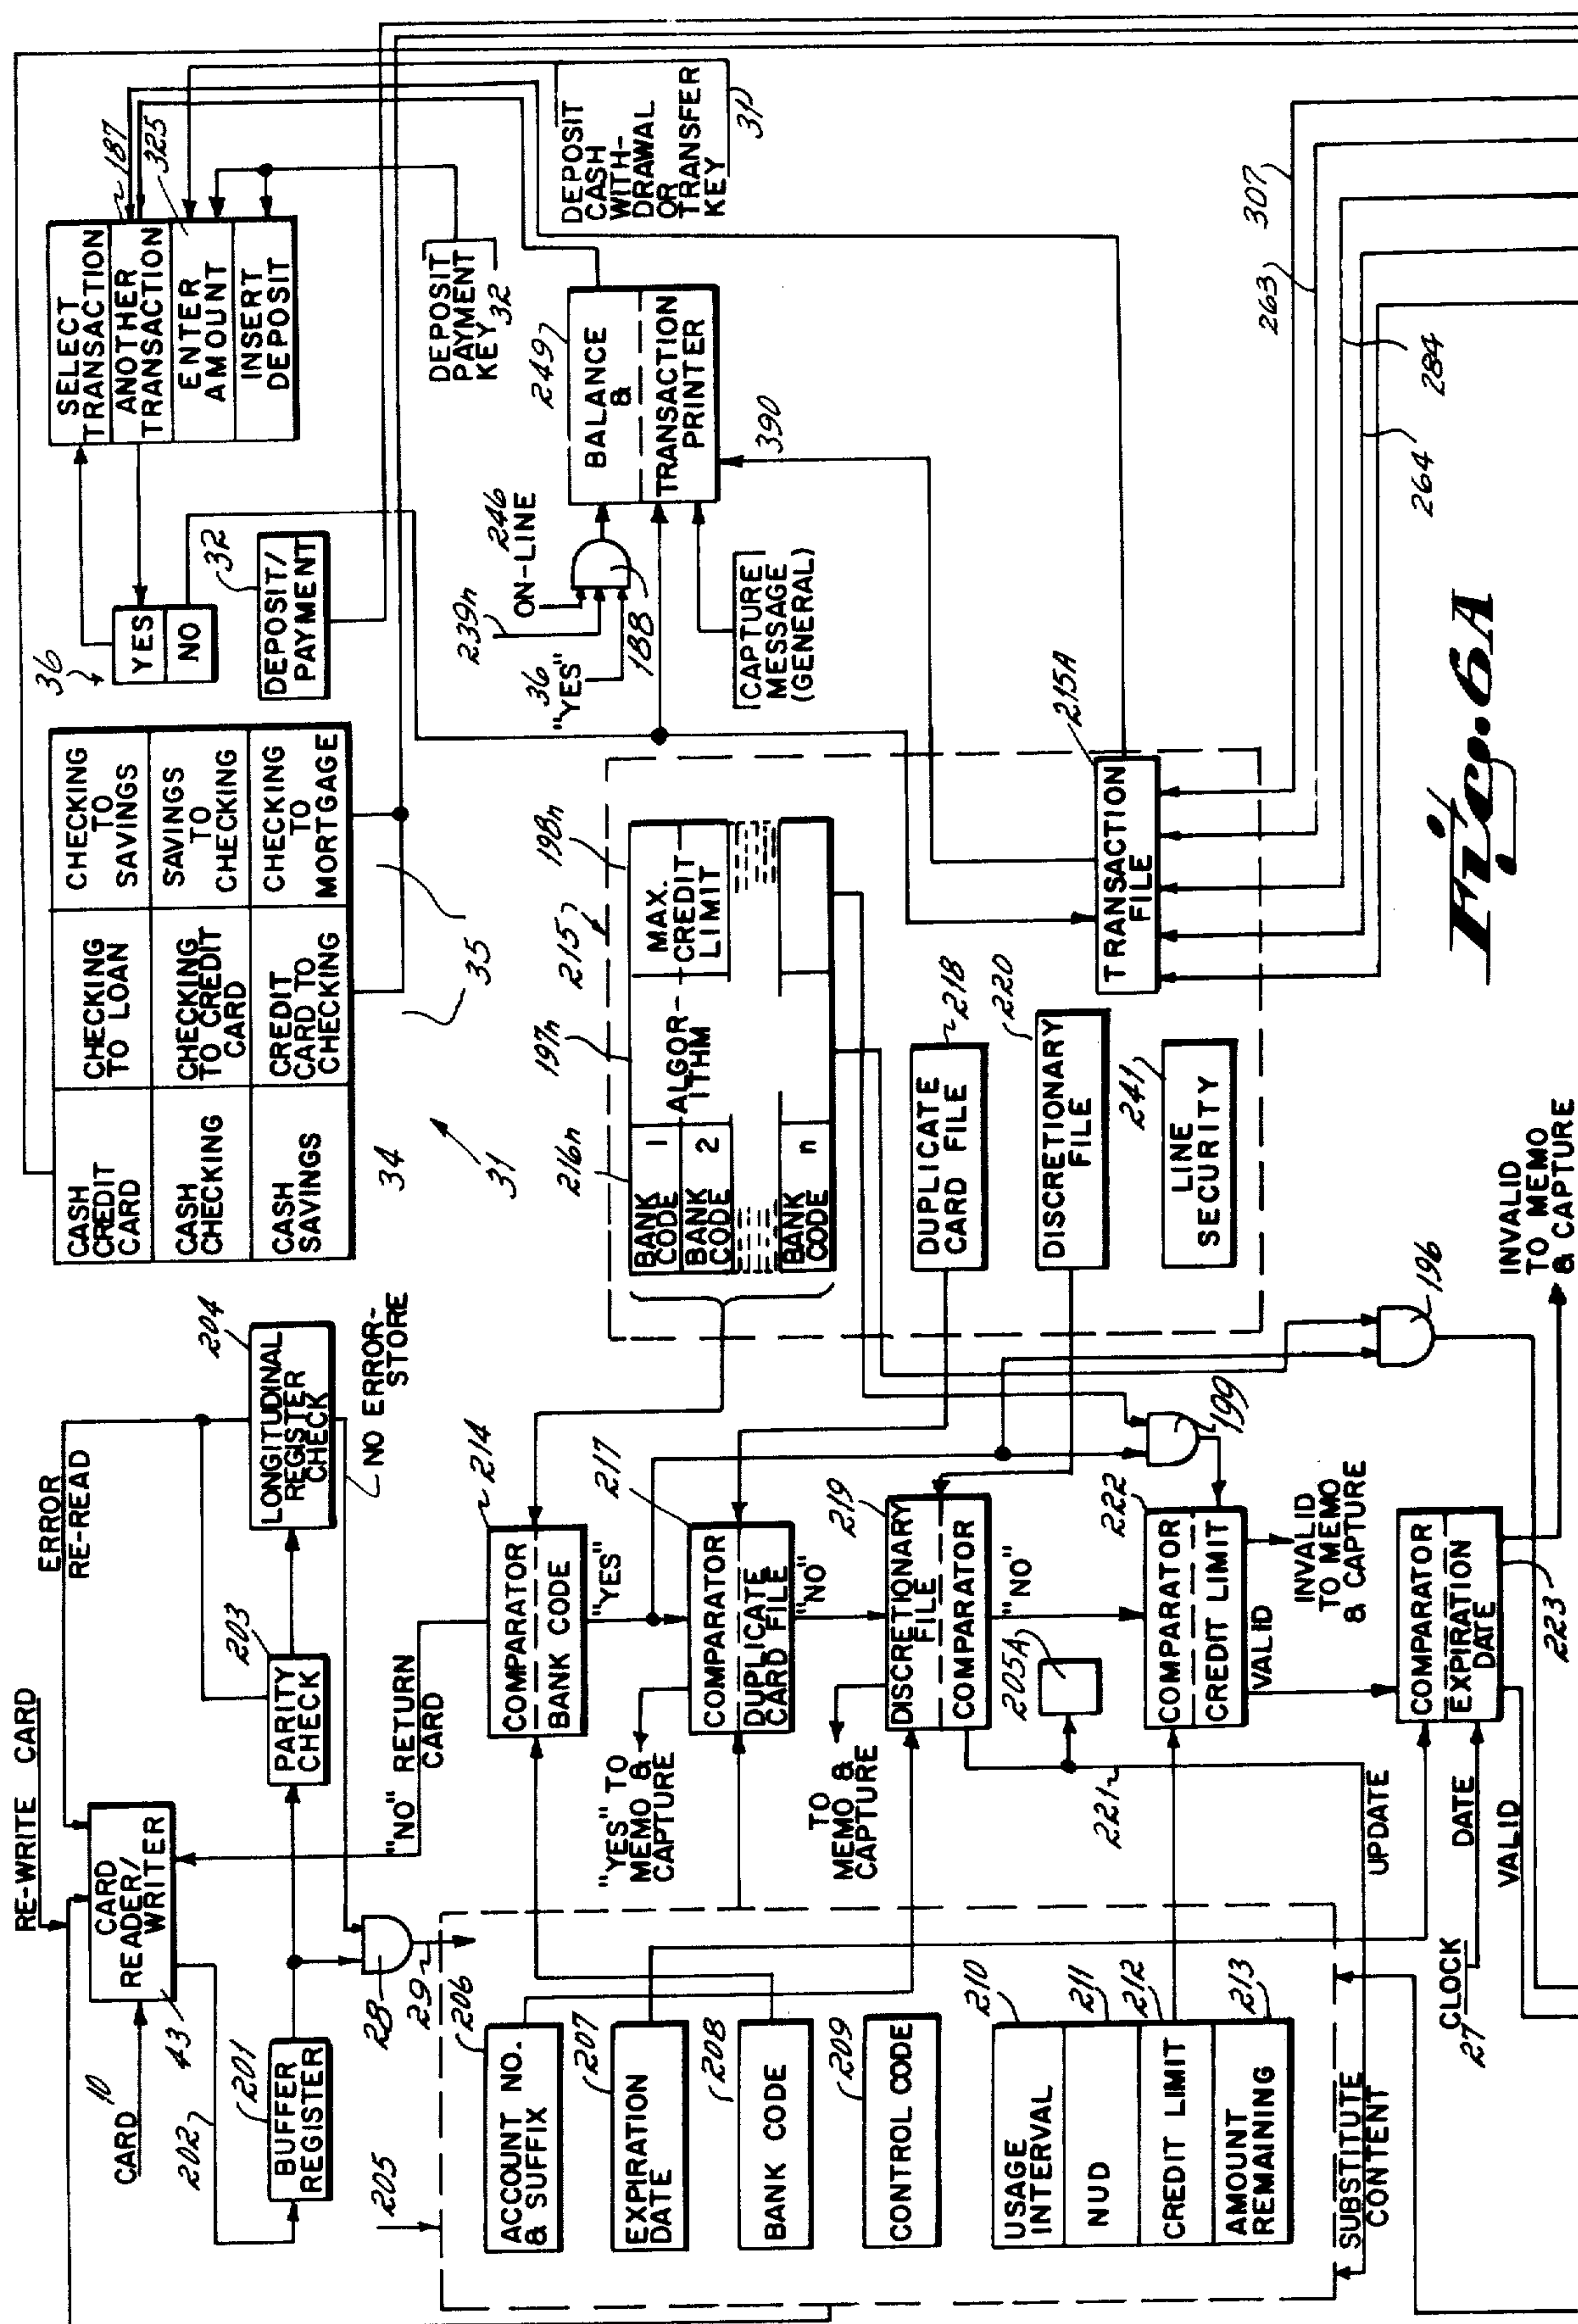 RE-WRITE CARD
ERROR
RE-READ
CARD 10
CARD
READER/
WRITER
43
202
201
BUFFER
REGISTER
203
PARITY
CHECK
204
LONGITUDINAL
REGISTER
CHECK
NO ERROR-
STORE
28
29
"NO" RETURN
CARD
205
206
ACCOUNT NO.
& SUFFIX
207
EXPIRATION
DATE
208
BANK CODE
209
CONTROL CODE
210
USAGE
INTERVAL
211
NUD
212
CREDIT LIMIT
213
AMOUNT
REMAINING
SUBSTITUTE
CONTENT
214
COMPARATOR
BANK CODE
"YES"
217
COMPARATOR
DUPLICATE
CARD FILE
"YES" TO
MEMO &
CAPTURE
"NO"
219
DISCRETIONARY
FILE
COMPARATOR
TO
MEMO &
CAPTURE
"NO"
205A
221
222
COMPARATOR
CREDIT LIMIT
VALID
INVALID
TO MEMO
& CAPTURE
UPDATE
COMPARATOR
EXPIRATION
DATE
223
CLOCK
27
DATE
VALID
199
196
INVALID
TO MEMO
& CAPTURE
CASH
CREDIT
CARD
CHECKING
TO LOAN
CHECKING
TO
SAVINGS
CASH
CHECKING
CHECKING
TO CREDIT
CARD
SAVINGS
TO
CHECKING
CASH
SAVINGS
CREDIT
CARD TO
CHECKING
CHECKING
TO
MORTGAGE
34
35
31
216n
197n
215
198n
BANK
CODE 1
BANK
CODE 2
BANK
CODE n
ALGOR-
ITHM
MAX.
CREDIT
LIMIT
218
DUPLICATE
CARD FILE
220
DISCRETIONARY
FILE
241
LINE
SECURITY
215A
TRANSACTION
FILE
36
YES
NO
32
DEPOSIT/
PAYMENT
SELECT
TRANSACTION
ANOTHER
TRANSACTION
ENTER
AMOUNT
INSERT
DEPOSIT
187
325
DEPOSIT
PAYMENT
KEY 32
DEPOSIT
CASH
WITH-
DRAWAL
OR
TRANSFER
KEY
31
239n
ON-LINE
246
36
"YES"
188
249
BALANCE
&
TRANSACTION
PRINTER
390
CAPTURE
MESSAGE
(GENERAL)
307
263
284
264
Fig. 6A